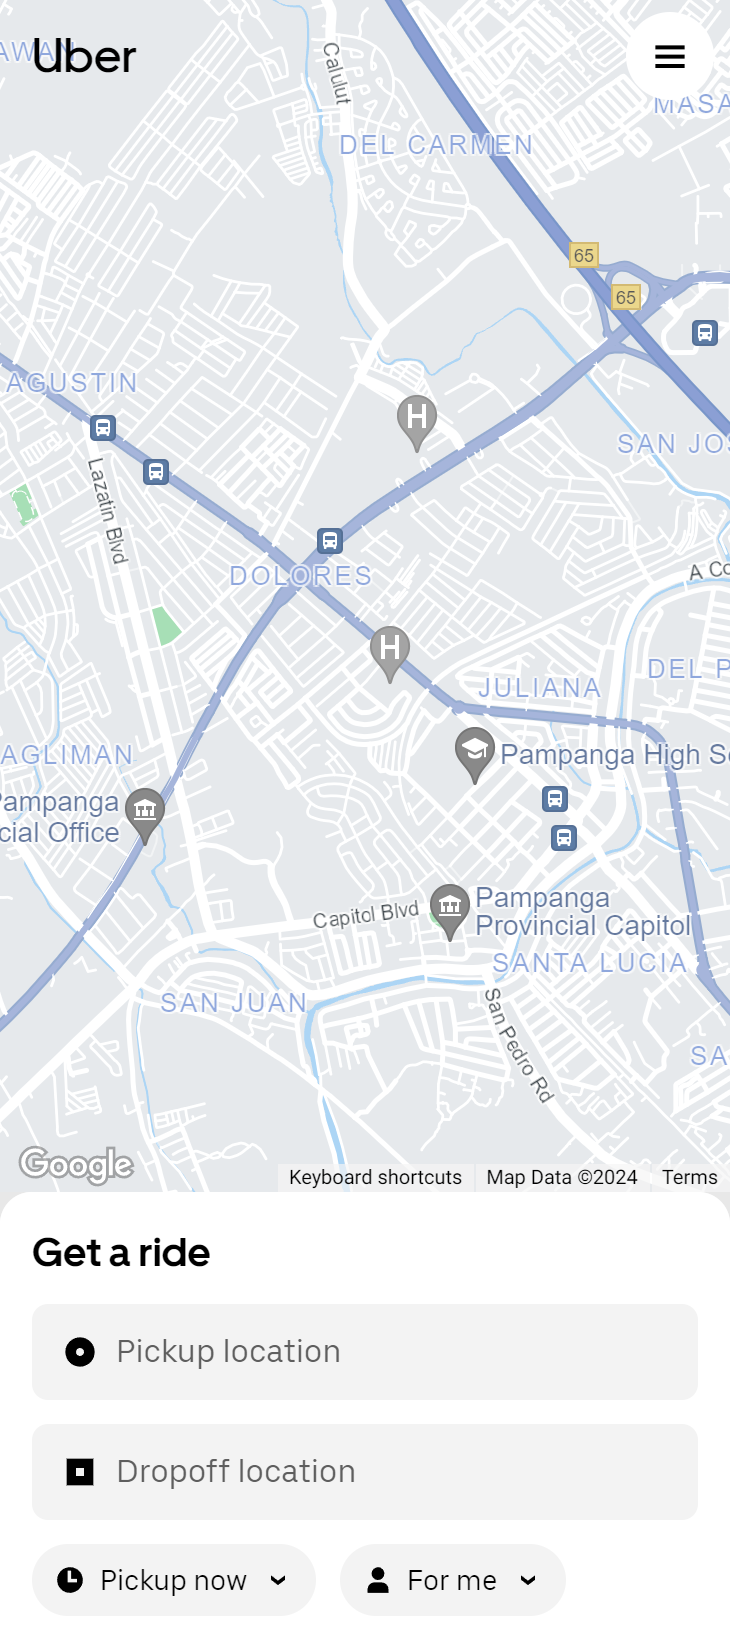 Uber
Calulut
DEL CARMEN
65
65
AGUSTIN
SAN JOS
Lazatin Blvd
DOLORES
JULIANA
DEL P
AGLIMAN
Pampanga High Sc
Pampanga
cial Office
Capitol Blvd
Pampanga
Provincial Capitol
SANTA LUCIA
SAN JUAN
San Pedro Rd
SA
Google
Keyboard shortcuts
Map Data ©2024
Terms
Get a ride
Pickup location
Dropoff location
Pickup now
For me